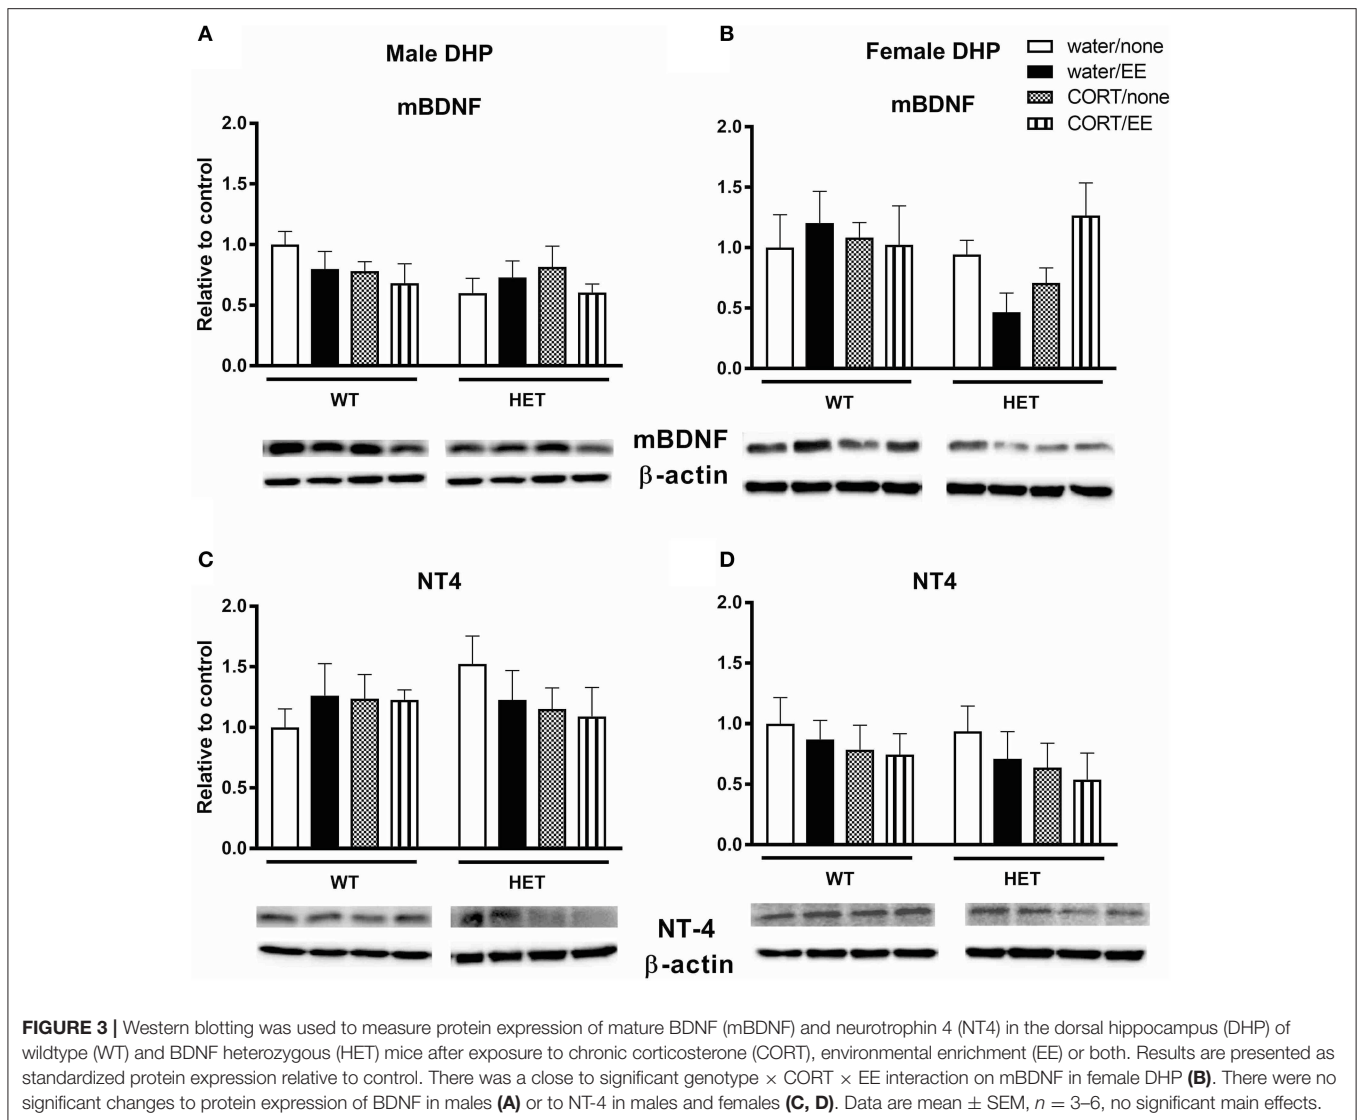 A
Male DHP
mBDNF
2.0
1.5
1.0
0.5
0.0
Relative to control
WT
HET
B
Female DHP
mBDNF
water/none
water/EE
CORT/none
CORT/EE
2.0
1.5
1.0
0.5
0.0
WT
HET
mBDNF
β-actin
C
NT4
2.0
1.5
1.0
0.5
0.0
Relative to control
WT
HET
D
NT4
2.0
1.5
1.0
0.5
0.0
WT
HET
NT-4
β-actin
FIGURE 3 | Western blotting was used to measure protein expression of mature BDNF (mBDNF) and neurotrophin 4 (NT4) in the dorsal hippocampus (DHP) of
wildtype (WT) and BDNF heterozygous (HET) mice after exposure to chronic corticosterone (CORT), environmental enrichment (EE) or both. Results are presented as
standardized protein expression relative to control. There was a close to significant genotype × CORT × EE interaction on mBDNF in female DHP (B). There were no
significant changes to protein expression of BDNF in males (A) or to NT-4 in males and females (C, D). Data are mean ± SEM, n = 3–6, no significant main effects.